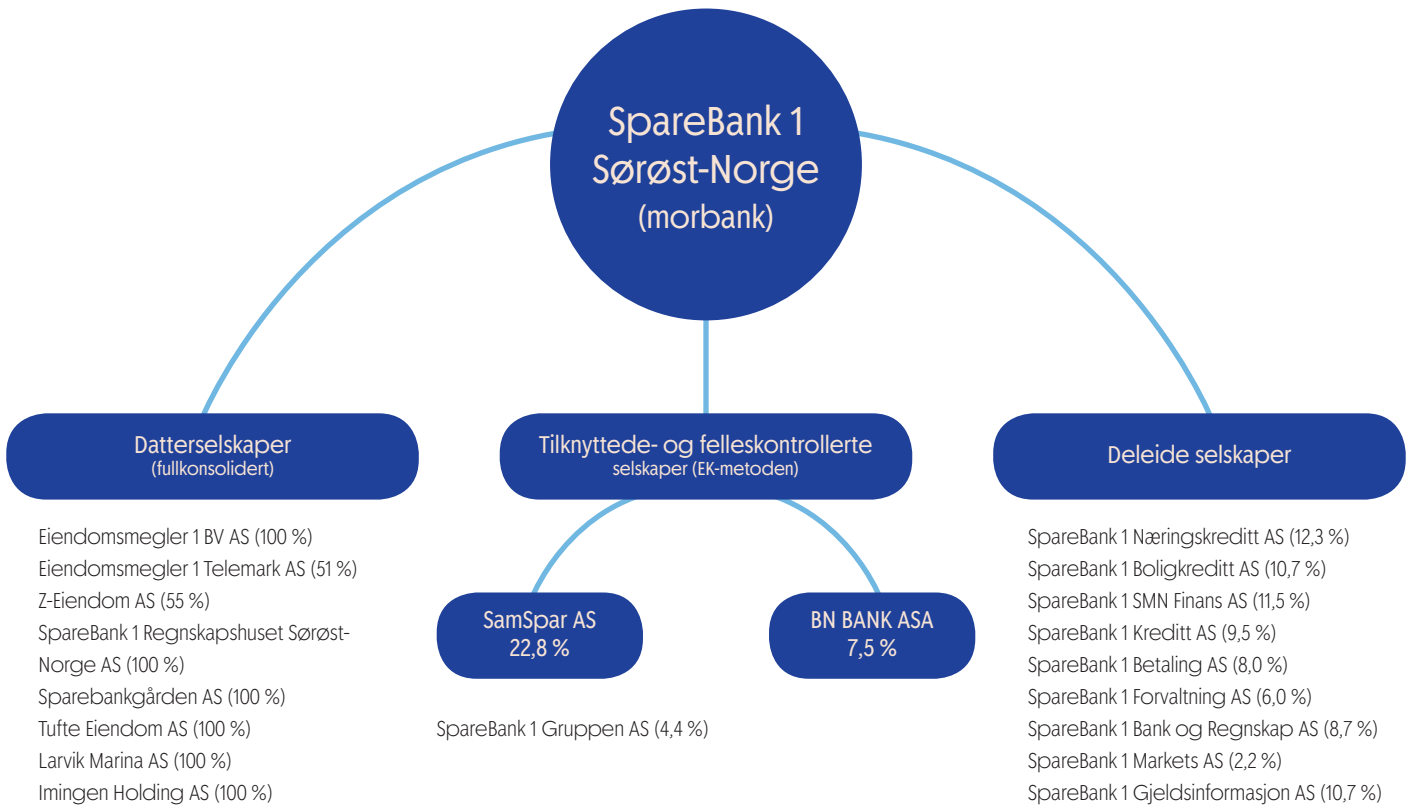 SpareBank 1
Sørøst-Norge
(morbank)
Datterselskaper
(fullkonsolidert)
Eiendomsmegler 1 BV AS (100 %)
Eiendomsmegler 1 Telemark AS (51 %)
Z-Eiendom AS (55 %)
SpareBank 1 Regnskapshuset Sørøst-
Norge AS (100 %)
Sparebankgården AS (100 %)
Tufte Eiendom AS (100 %)
Larvik Marina AS (100 %)
Imingen Holding AS (100 %)
Tilknyttede- og felleskontrollerte
selskaper (EK-metoden)
SamSpar AS
22,8 %
BN BANK ASA
7,5 %
SpareBank 1 Gruppen AS (4,4 %)
Deleide selskaper
SpareBank 1 Næringskreditt AS (12,3 %)
SpareBank 1 Boligkreditt AS (10,7 %)
SpareBank 1 SMN Finans AS (11,5 %)
SpareBank 1 Kreditt AS (9,5 %)
SpareBank 1 Betaling AS (8,0 %)
SpareBank 1 Forvaltning AS (6,0 %)
SpareBank 1 Bank og Regnskap AS (8,7 %)
SpareBank 1 Markets AS (2,2 %)
SpareBank 1 Gjeldsinformasjon AS (10,7 %)